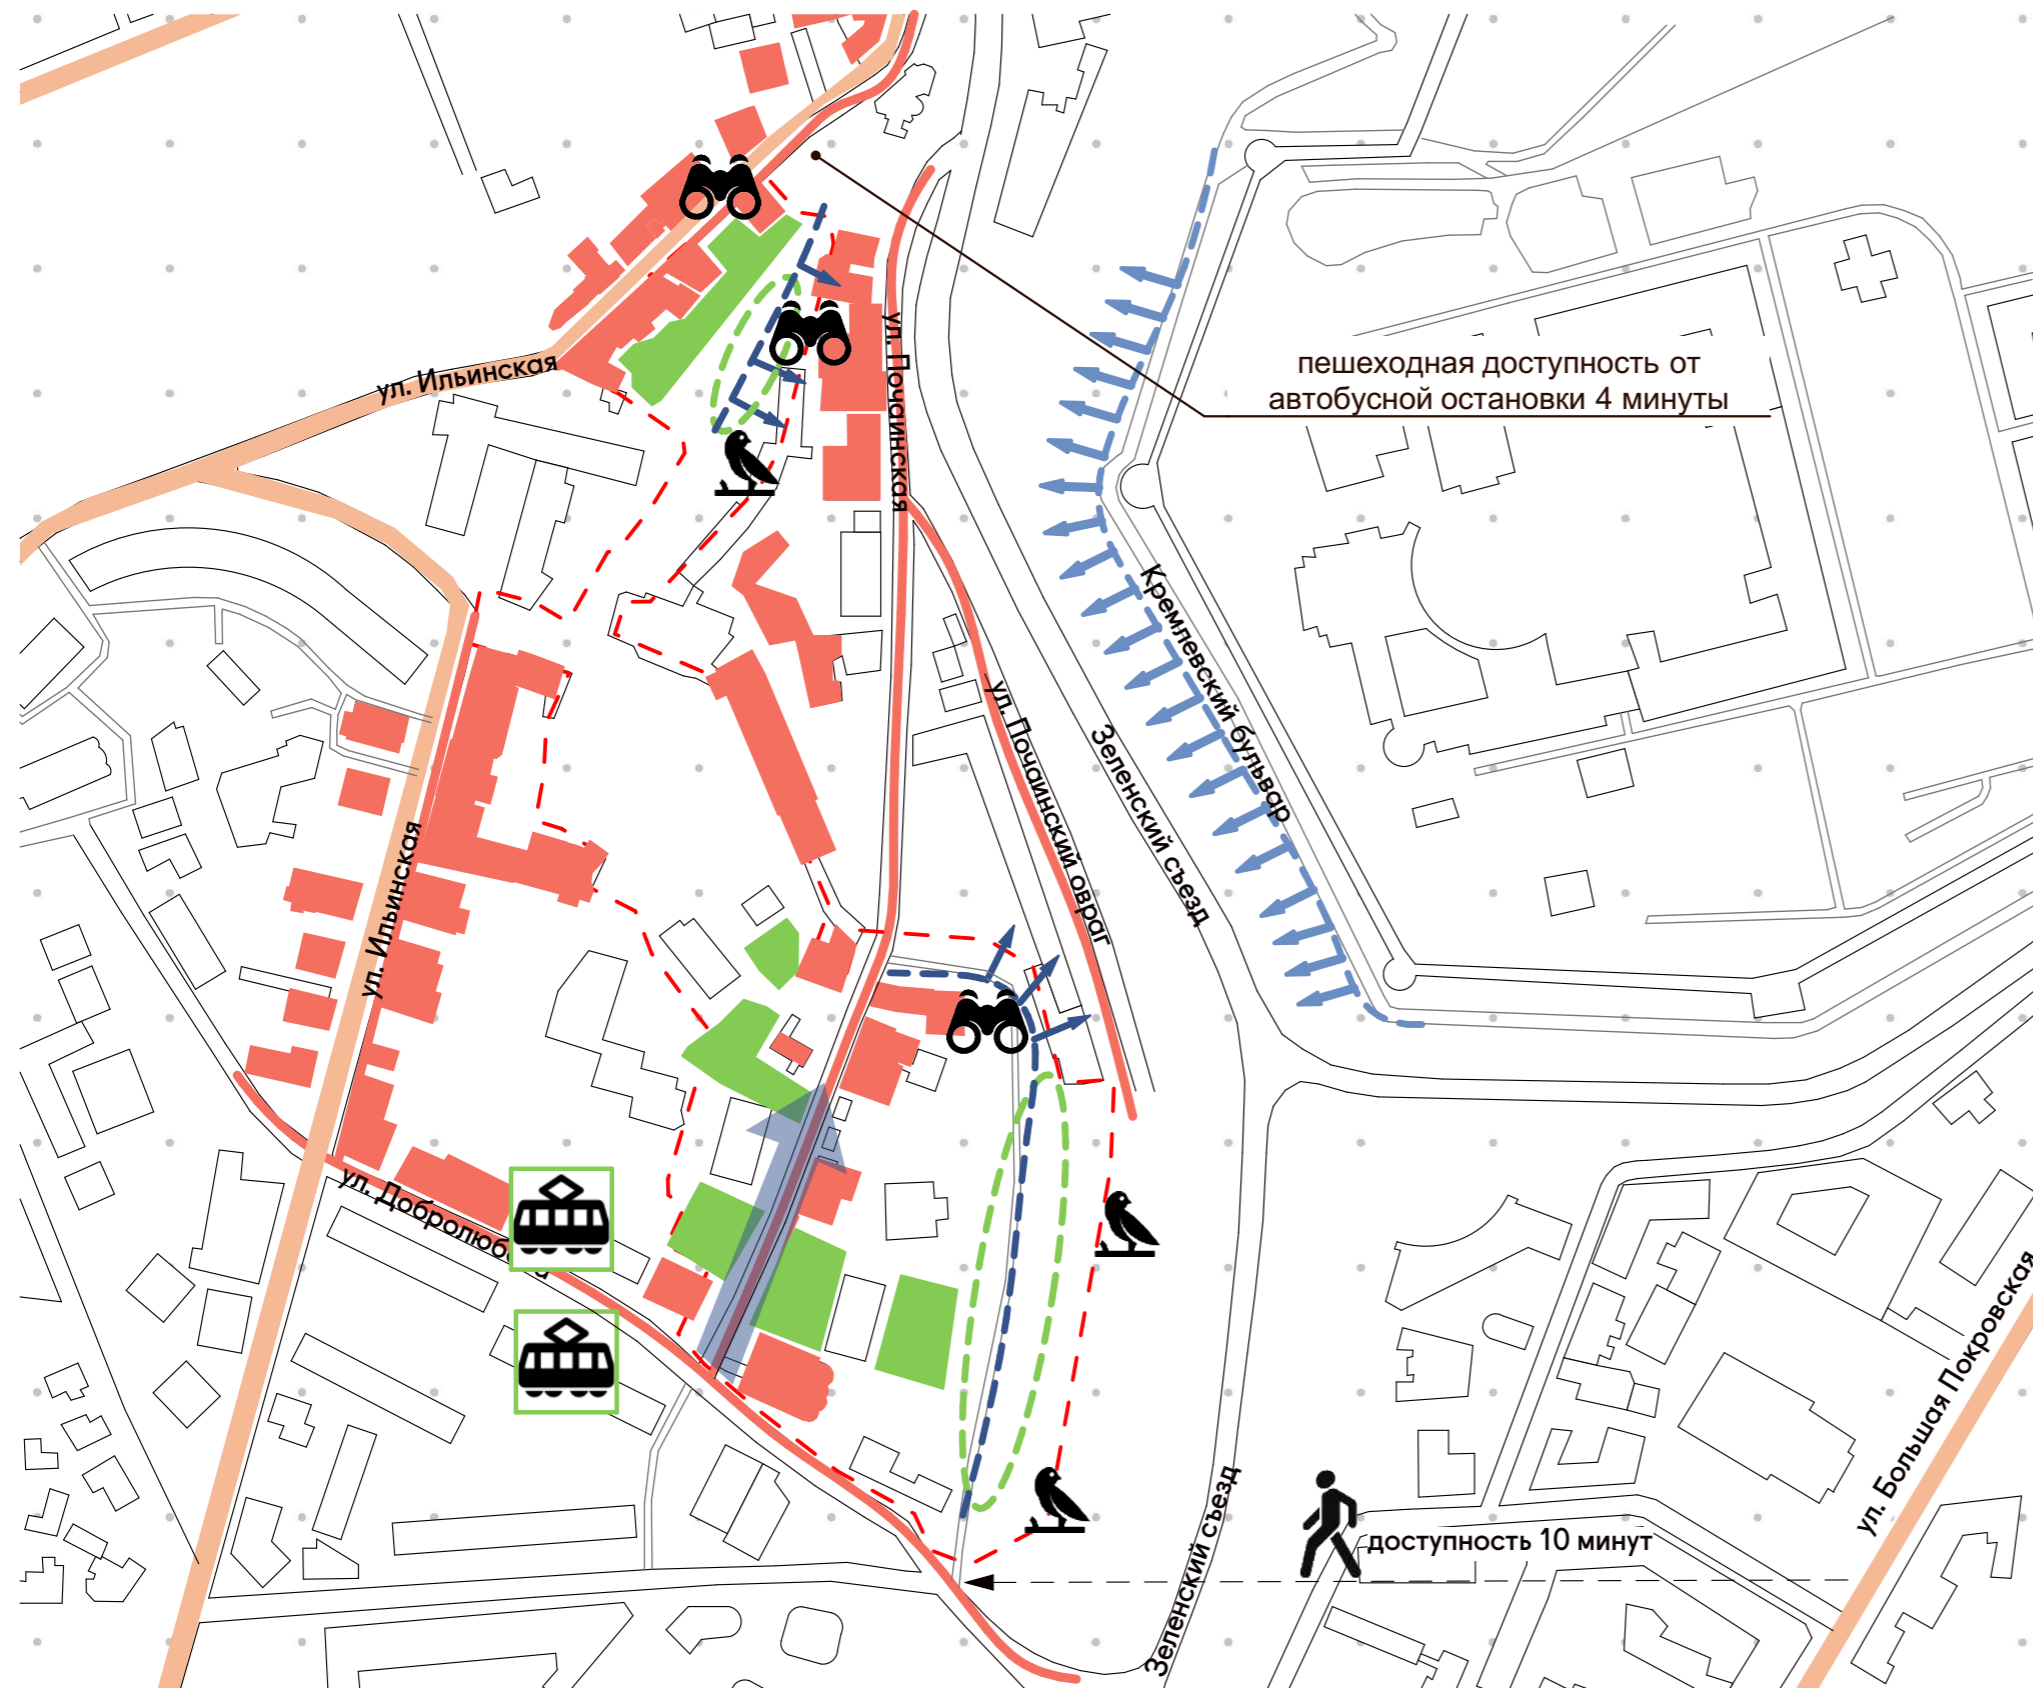 ул. Ильинская
ул. Почаинская
пешеходная доступность от
автобусной остановки 4 минуты
Кремлевский бульвар
ул. Почаинский овраг
Зеленский съезд
ул. Ильинская
ул. Добролюбова
ул. Большая Покровская
Зеленский съезд
доступность 10 минут